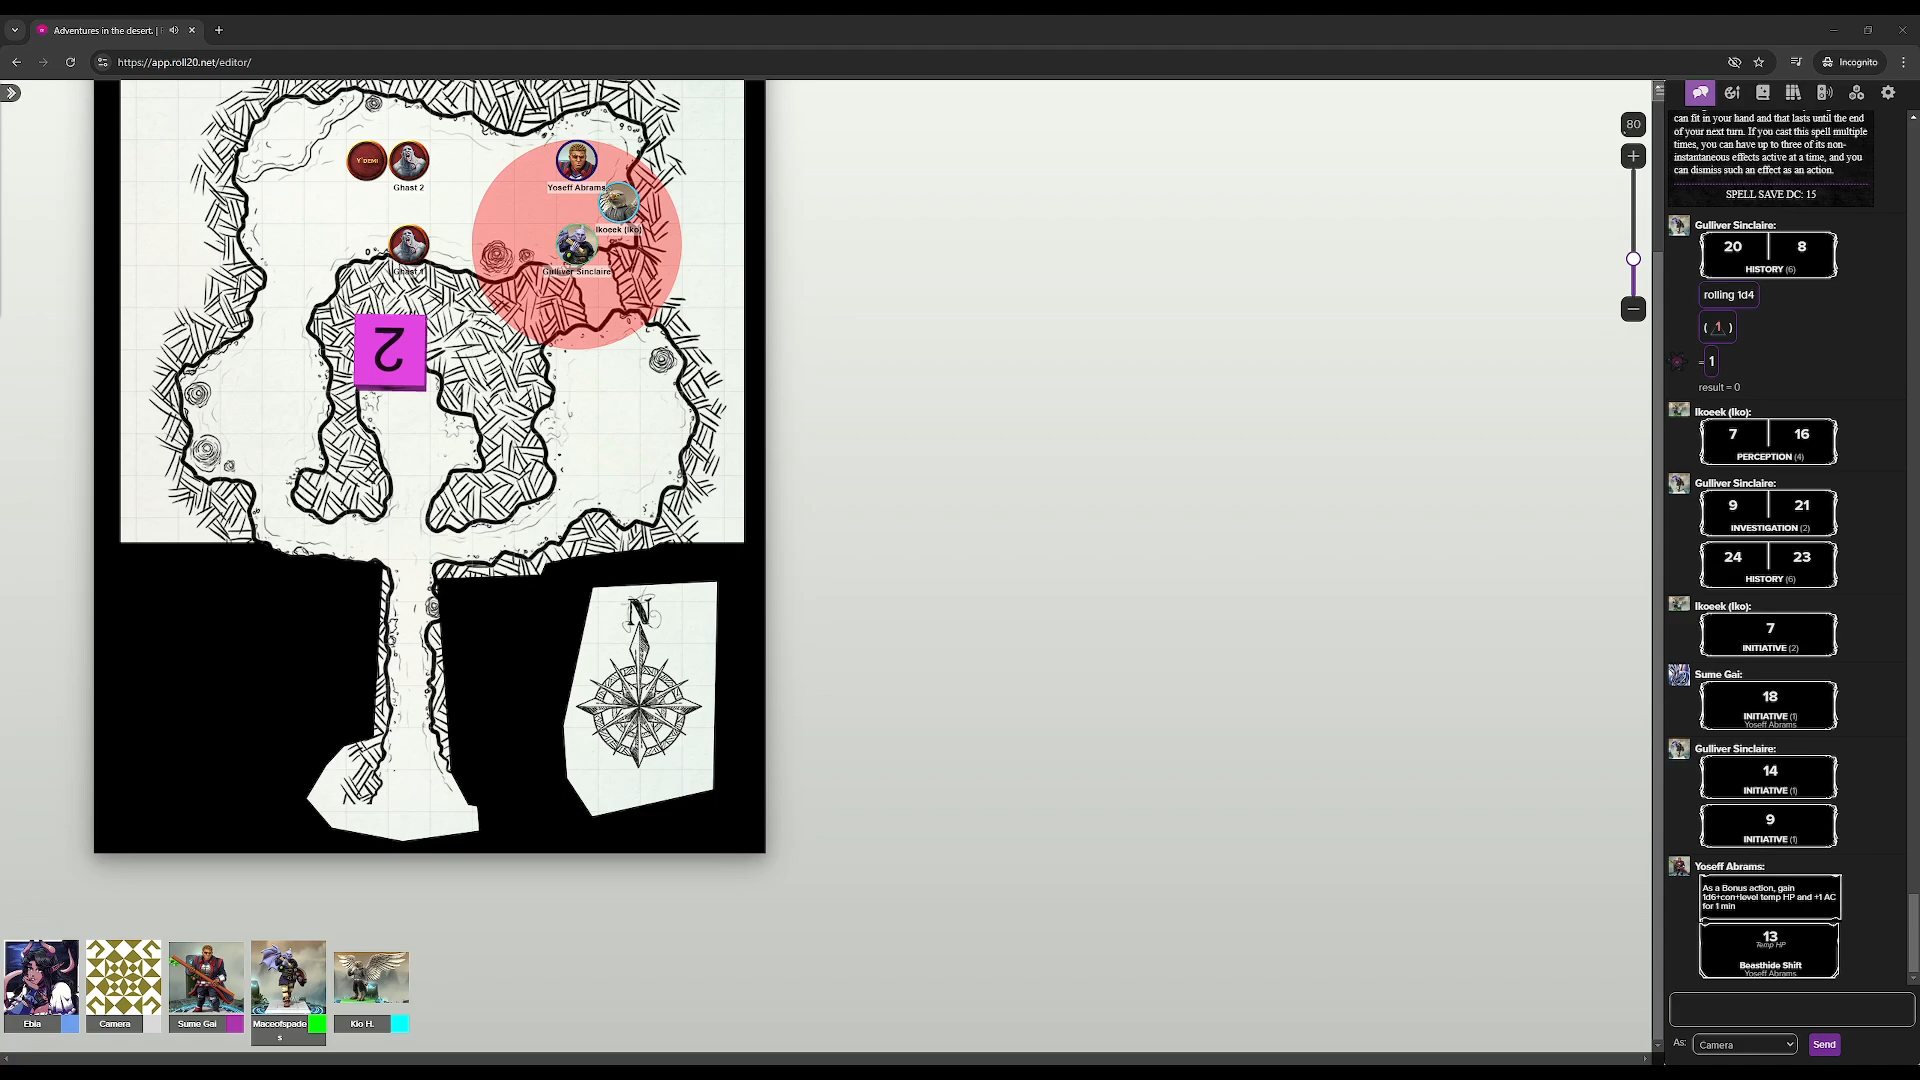 Adventures in the desert. | F
https://app.roll20.net/editor/
Incognito
Y'DEMI
Ghast 2
Yoseff Abrams
Ikoeek (Iko)
Ghast 1
Gulliver Sinclaire
2
N
80
Ebla
Camera
Sume Gai
Maceofspade
s
Kio H.
can fit in your hand and that lasts until the end
of your next turn. If you cast this spell multiple
times, you can have up to three of its non-
instantaneous effects active at a time, and you
can dismiss such an effect as an action.
SPELL SAVE DC: 15
Gulliver Sinclaire:
20 8
HISTORY (6)
rolling 1d4
( 1 )
= 1
result = 0
Ikoeek (Iko):
7 16
PERCEPTION (4)
Gulliver Sinclaire:
9 21
INVESTIGATION (2)
24 23
HISTORY (6)
Ikoeek (Iko):
7
INITIATIVE (2)
Sume Gai:
18
INITIATIVE (1)
Yoseff Abrams
Gulliver Sinclaire:
14
INITIATIVE (1)
9
INITIATIVE (1)
Yoseff Abrams:
As a Bonus action, gain
1d6+con+level temp HP and +1 AC
for 1 min
13
Temp HP
Beasthide Shift
Yoseff Abrams
As: Camera Send